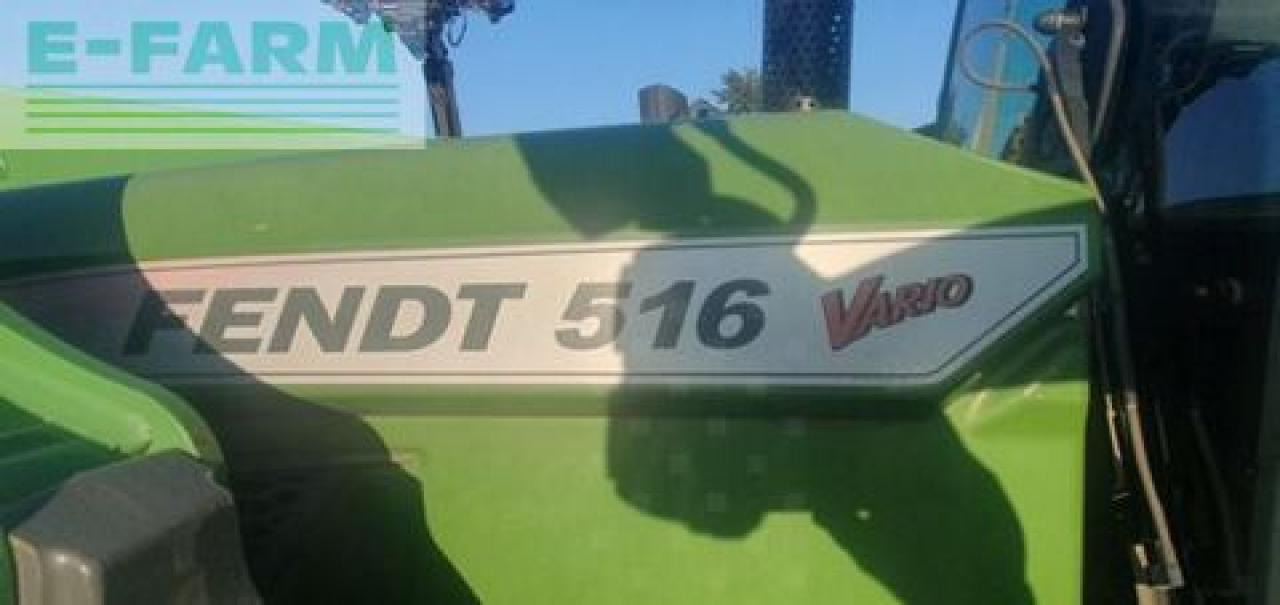 E-FARM
FENDT 516 VARIO